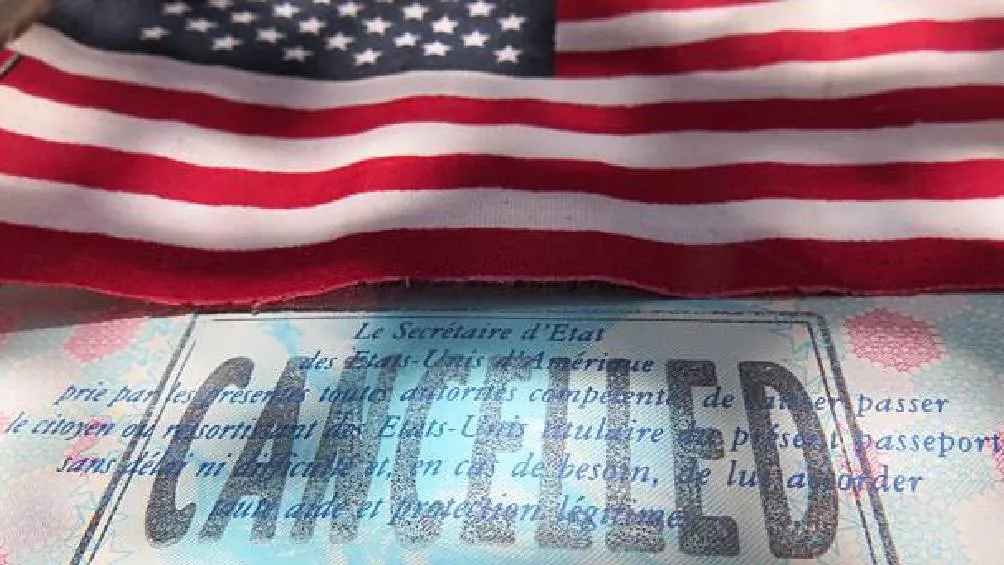 Le Secrétaire d'Etat
des Etats-Unis d'Amérique
prie par les présentes toutes autorités compétentes de laisser passer
le citoyen ou ressortissant des Etats-Unis titulaire du présent passeport,
sans délai ni difficulté et, en cas de besoin, de lui accorder
toute aide et protection légitimes
CANCELLED